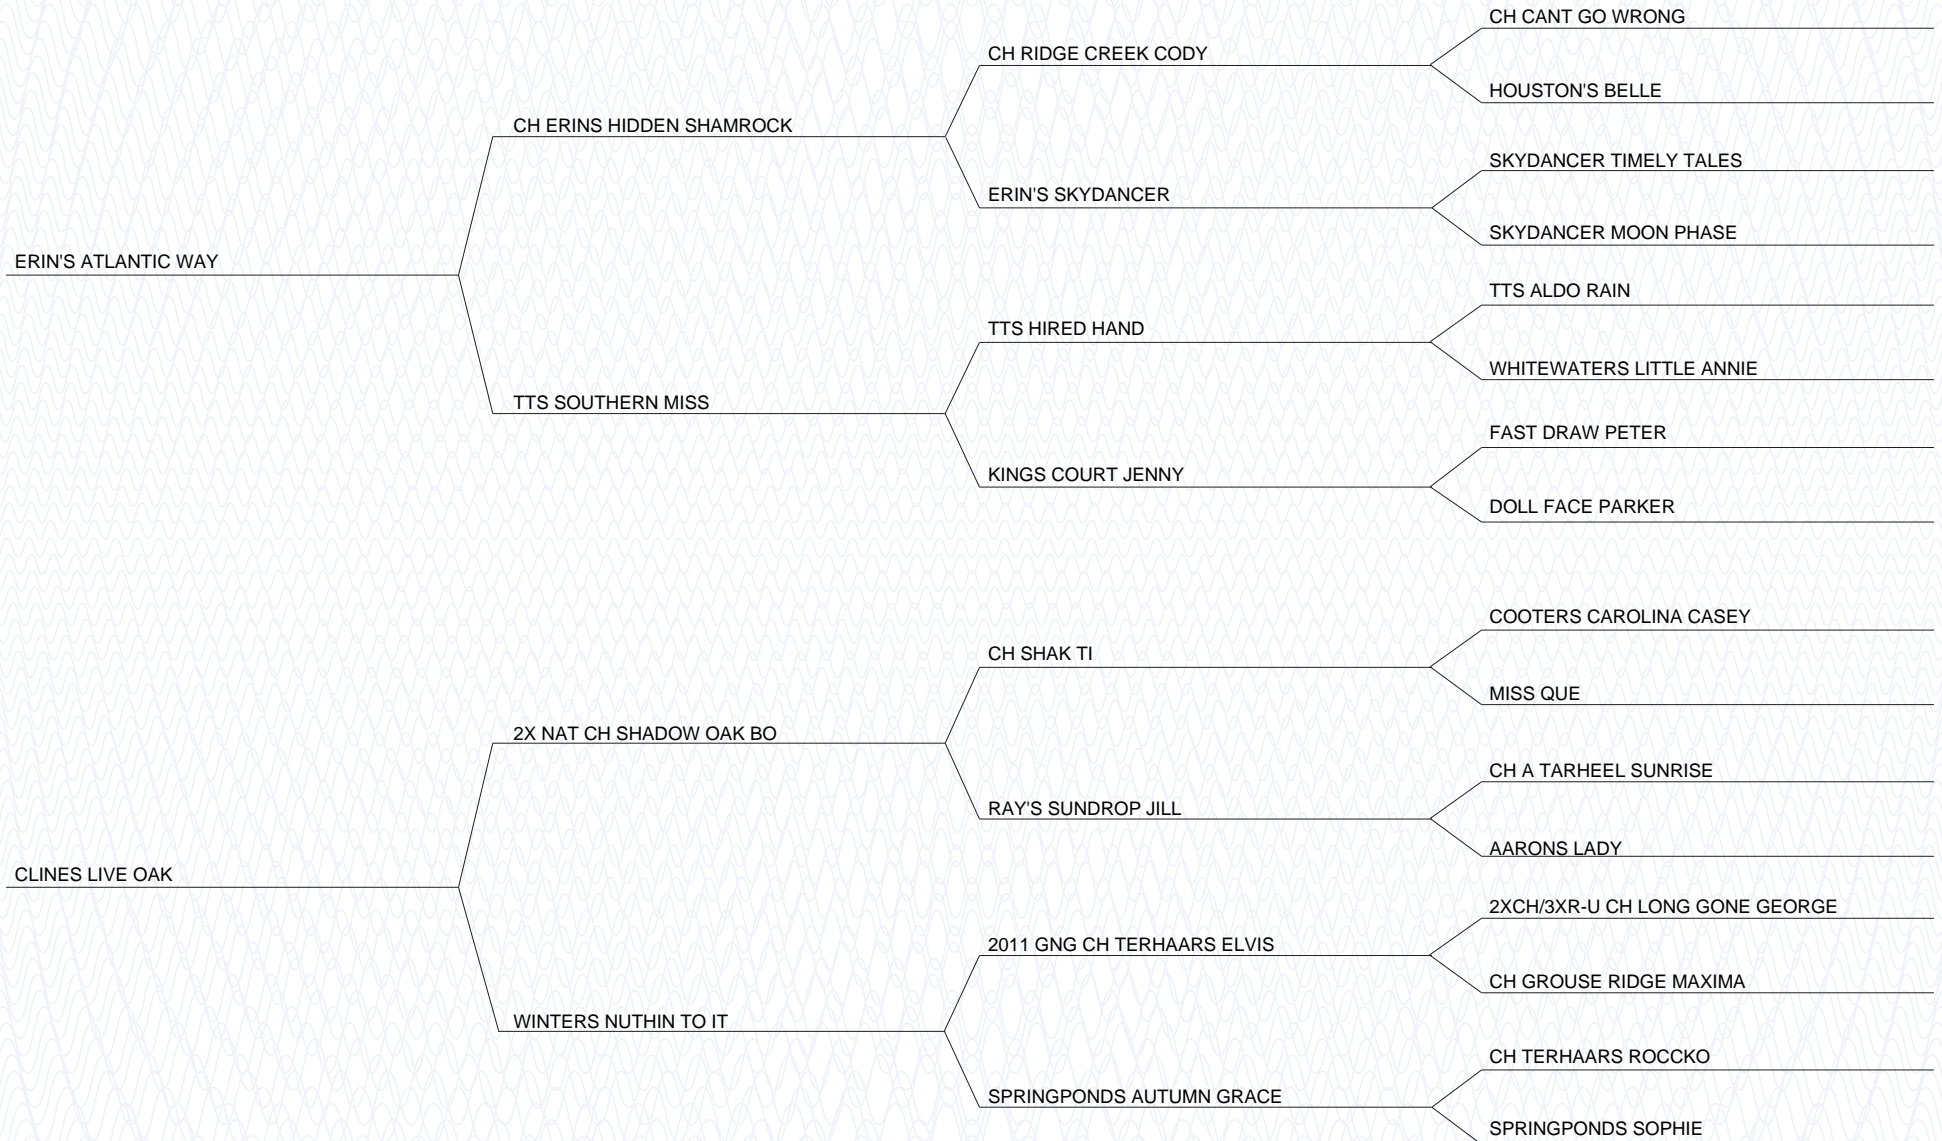 CH CANT GO WRONG
CH RIDGE CREEK CODY
HOUSTON'S BELLE
CH ERINS HIDDEN SHAMROCK
SKYDANCER TIMELY TALES
ERIN'S SKYDANCER
SKYDANCER MOON PHASE
ERIN'S ATLANTIC WAY
TTS ALDO RAIN
TTS HIRED HAND
WHITEWATERS LITTLE ANNIE
TTS SOUTHERN MISS
FAST DRAW PETER
KINGS COURT JENNY
DOLL FACE PARKER
COOTERS CAROLINA CASEY
CH SHAK TI
MISS QUE
2X NAT CH SHADOW OAK BO
CH A TARHEEL SUNRISE
RAY'S SUNDROP JILL
AARONS LADY
CLINES LIVE OAK
2XCH/3XR-U CH LONG GONE GEORGE
2011 GNG CH TERHAARS ELVIS
CH GROUSE RIDGE MAXIMA
WINTERS NUTHIN TO IT
CH TERHAARS ROCCKO
SPRINGPONDS AUTUMN GRACE
SPRINGPONDS SOPHIE